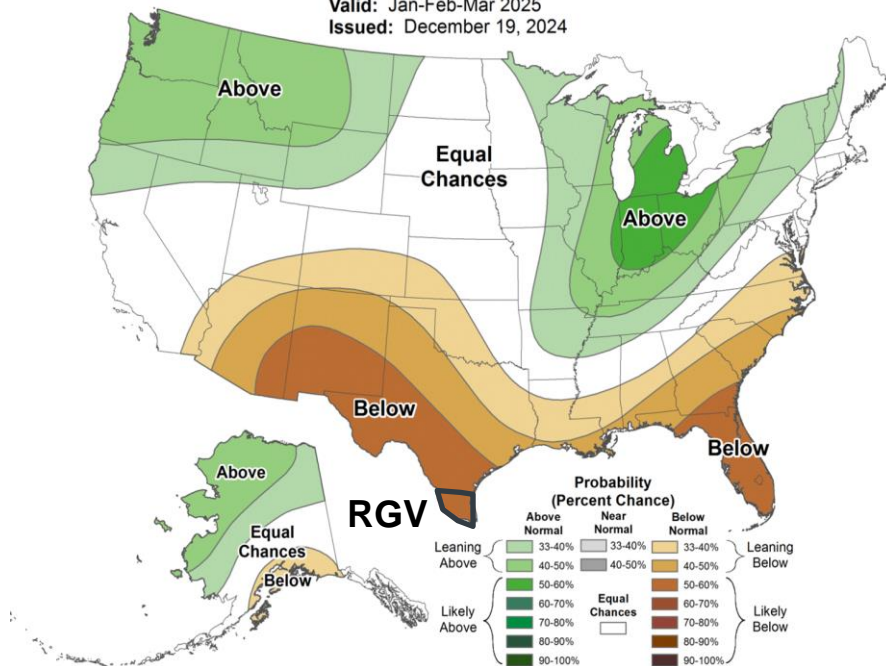 Valid: Jan-Feb-Mar 2025
Issued: December 19, 2024
Above
Equal
Chances
Above
Below
Below
Above
Equal
Chances
Below
RGV
Probability
(Percent Chance)
Above
Normal
Near
Normal
Below
Normal
Leaning
Above
33-40%
33-40%
33-40%
40-50%
40-50%
40-50%
Leaning
Below
Likely
Above
50-60%
60-70%
70-80%
80-90%
90-100%
Equal
Chances
50-60%
60-70%
70-80%
80-90%
90-100%
Likely
Below